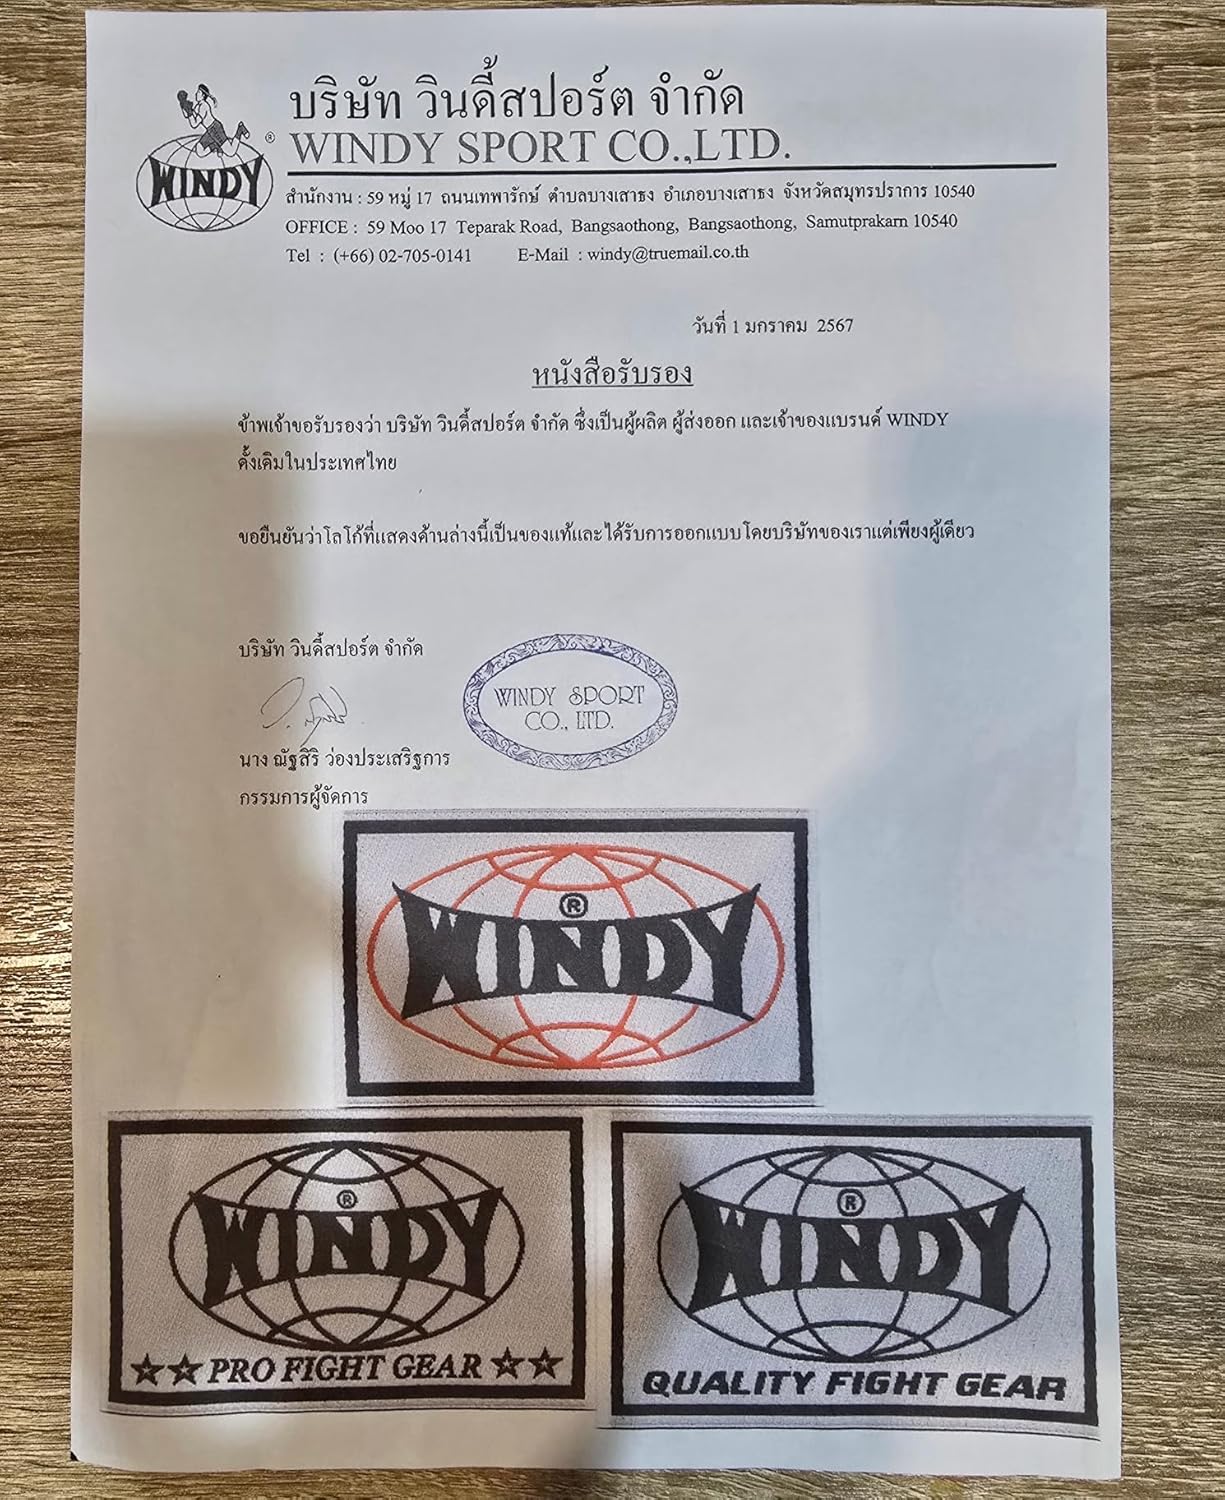 บริษัท วินดี้สปอร์ต จำกัด
WINDY SPORT CO.,LTD.
®
WINDY
สำนักงาน : 59 หมู่ 17 ถนนเทพารักษ์ ตำบลบางเสาธง อำเภอบางเสาธง จังหวัดสมุทรปราการ 10540
OFFICE : 59 Moo 17 Teparak Road, Bangsaothong, Bangsaothong, Samutprakarn 10540
Tel : (+66) 02-705-0141 E-Mail : windy@truemail.co.th
วันที่ 1 มกราคม 2567
หนังสือรับรอง
ข้าพเจ้าขอรับรองว่า บริษัท วินดี้สปอร์ต จำกัด ซึ่งเป็นผู้ผลิต ผู้ส่งออก และเจ้าของแบรนด์ WINDY
ดั้งเดิมในประเทศไทย
ขอยืนยันว่าโลโก้ที่แสดงด้านล่างนี้เป็นของแท้และได้รับการออกแบบโดยบริษัทของเราแต่เพียงผู้เดียว
บริษัท วินดี้สปอร์ต จำกัด
WINDY SPORT
CO., LTD.
นาง ณัฐสิริ ว่องประเสริฐการ
กรรมการผู้จัดการ
®
WINDY
®
WINDY
PRO FIGHT GEAR
®
WINDY
QUALITY FIGHT GEAR